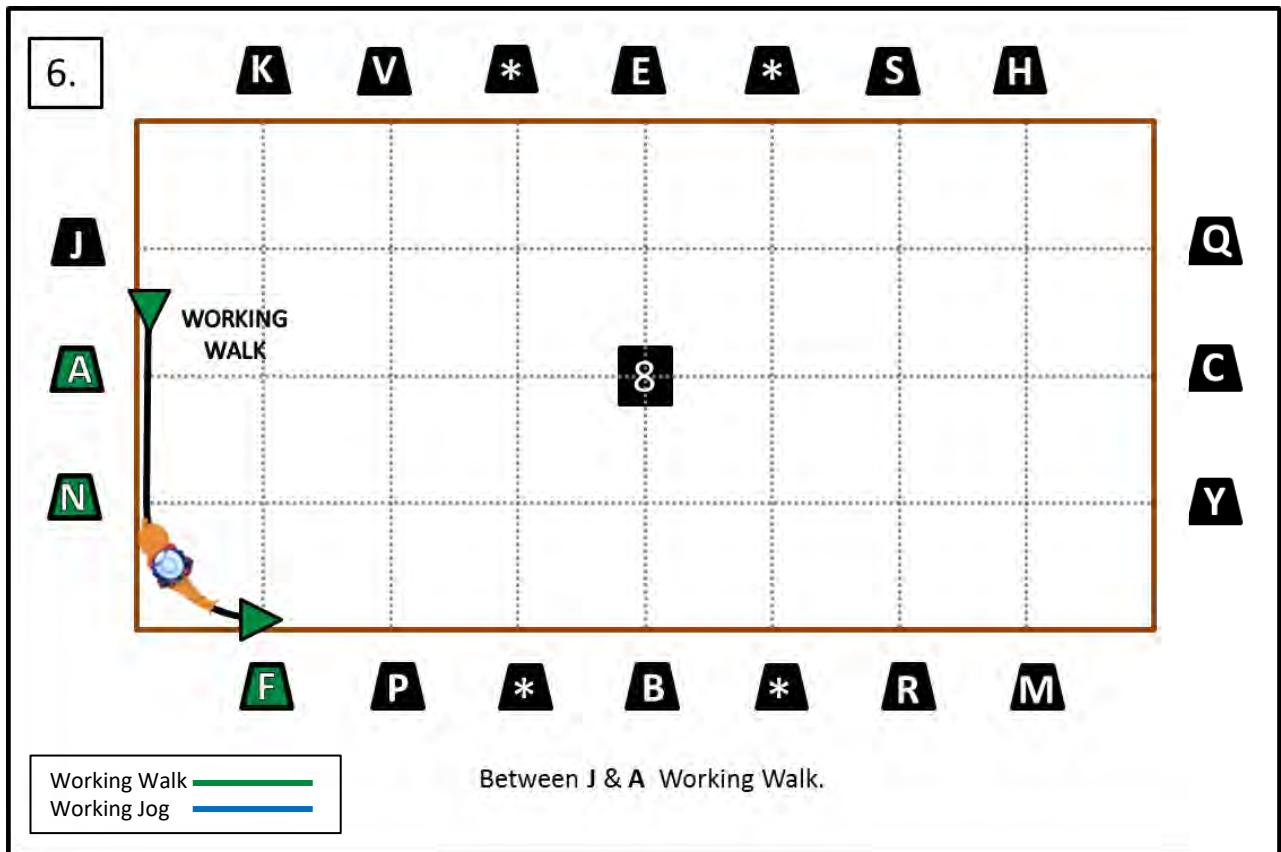 6.
K V * E * S H
J Q
WORKING
WALK
A 8 C
N Y
F P * B * R M
Working Walk
Between J & A Working Walk.
Working Jog